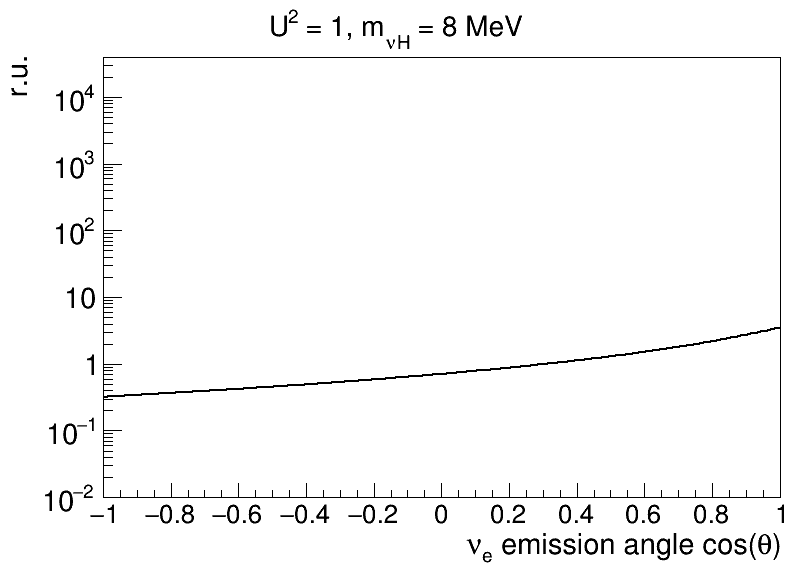 U² = 1, m_νH = 8 MeV
r.u.
10⁴
10³
10²
10
1
10⁻¹
10⁻²
−1 −0.8 −0.6 −0.4 −0.2 0 0.2 0.4 0.6 0.8 1
ν_e emission angle cos(θ)